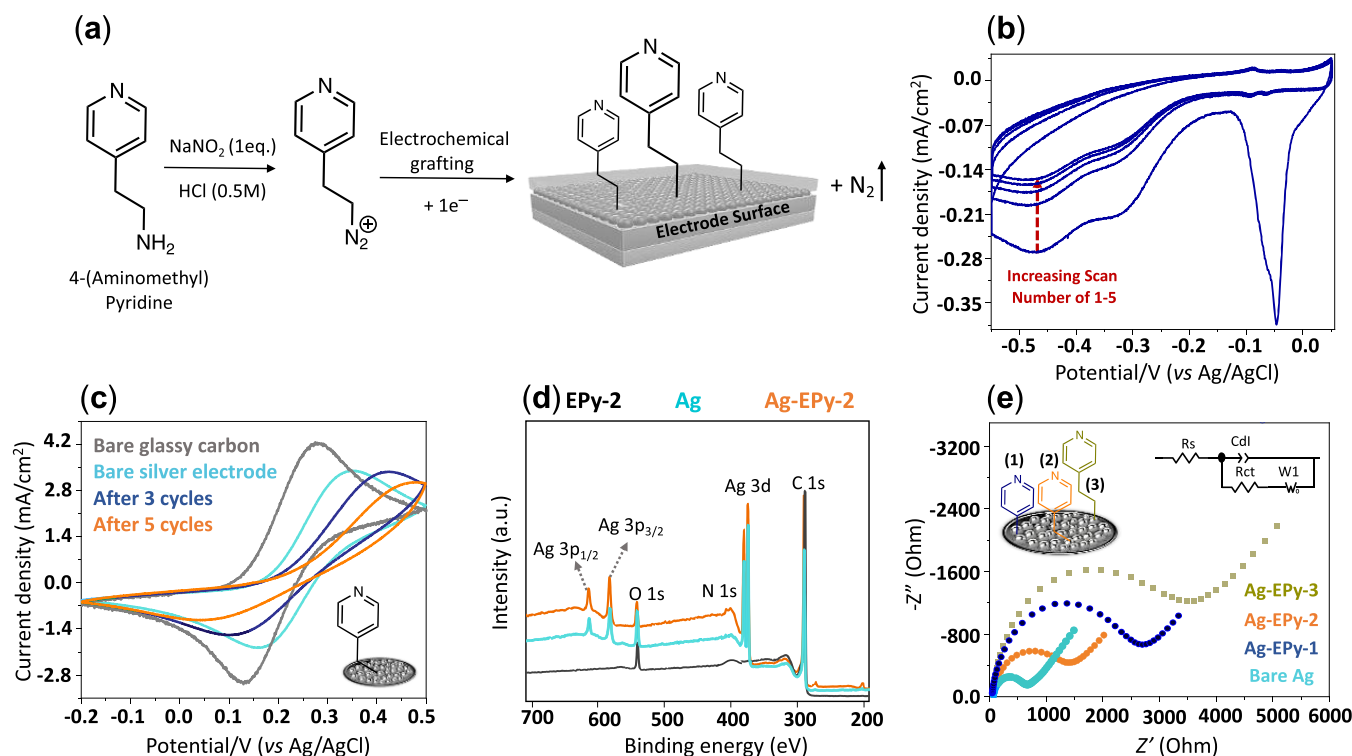 (a)
N
NaNO2 (1eq.)
HCl (0.5M)
NH2
4-(Aminomethyl)
Pyridine
N
N2
+
Electrochemical
grafting
+ 1e–
N
N
N
Electrode Surface
+ N2
(b)
Current density (mA/cm2)
0.0
-0.07
-0.14
-0.21
-0.28
-0.35
Increasing Scan
Number of 1-5
-0.5 -0.4 -0.3 -0.2 -0.1 0.0
Potential/V (vs Ag/AgCl)
(c)
Current density (mA/cm2)
4.2
2.8
1.4
0.0
-1.4
-2.8
Bare glassy carbon
Bare silver electrode
After 3 cycles
After 5 cycles
N
-0.2 -0.1 0.0 0.1 0.2 0.3 0.4 0.5
Potential/V (vs Ag/AgCl)
(d)
EPy-2 Ag Ag-EPy-2
Intensity (a.u.)
Ag 3p1/2
Ag 3p3/2
O 1s
N 1s
Ag 3d
C 1s
700 600 500 400 300 200
Binding energy (eV)
(e)
-Z″ (Ohm)
-3200
-2400
-1600
-800
0.0
N
N
N
(1)
(2)
(3)
Rs
Cdl
Rct
W1
Ag-EPy-3
Ag-EPy-2
Ag-EPy-1
Bare Ag
0 1000 2000 3000 4000 5000 6000
Z′ (Ohm)